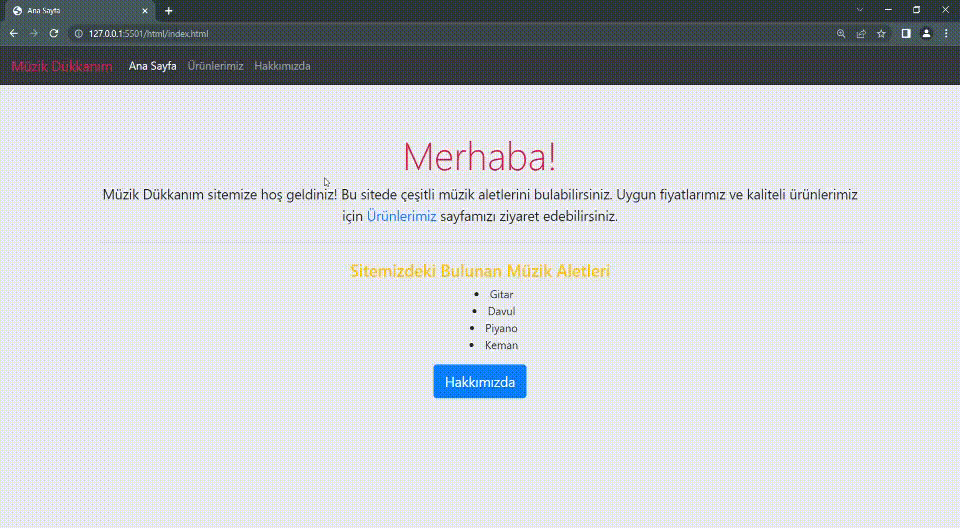 Ana Sayfa
127.0.0.1:5501/html/index.html
Müzik Dükkanım Ana Sayfa Ürünlerimiz Hakkımızda
Merhaba!
Müzik Dükkanım sitemize hoş geldiniz! Bu sitede çeşitli müzik aletlerini bulabilirsiniz. Uygun fiyatlarımız ve kaliteli ürünlerimiz
için Ürünlerimiz sayfamızı ziyaret edebilirsiniz.
Sitemizdeki Bulunan Müzik Aletleri
• Gitar
• Davul
• Piyano
• Keman
Hakkımızda